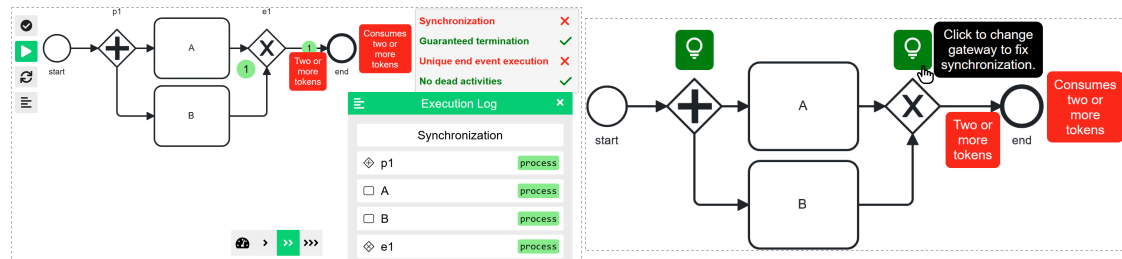 p1
e1
A
B
start
end
1
1
Two or
more
tokens
Consumes
two or
more
tokens
Synchronization
Guaranteed termination
Unique end event execution
No dead activities
Execution Log
×
Synchronization
p1 process
A process
B process
e1 process
Click to change
gateway to fix
synchronization.
start
A
B
Two or
more
tokens
end
Consumes
two or
more
tokens